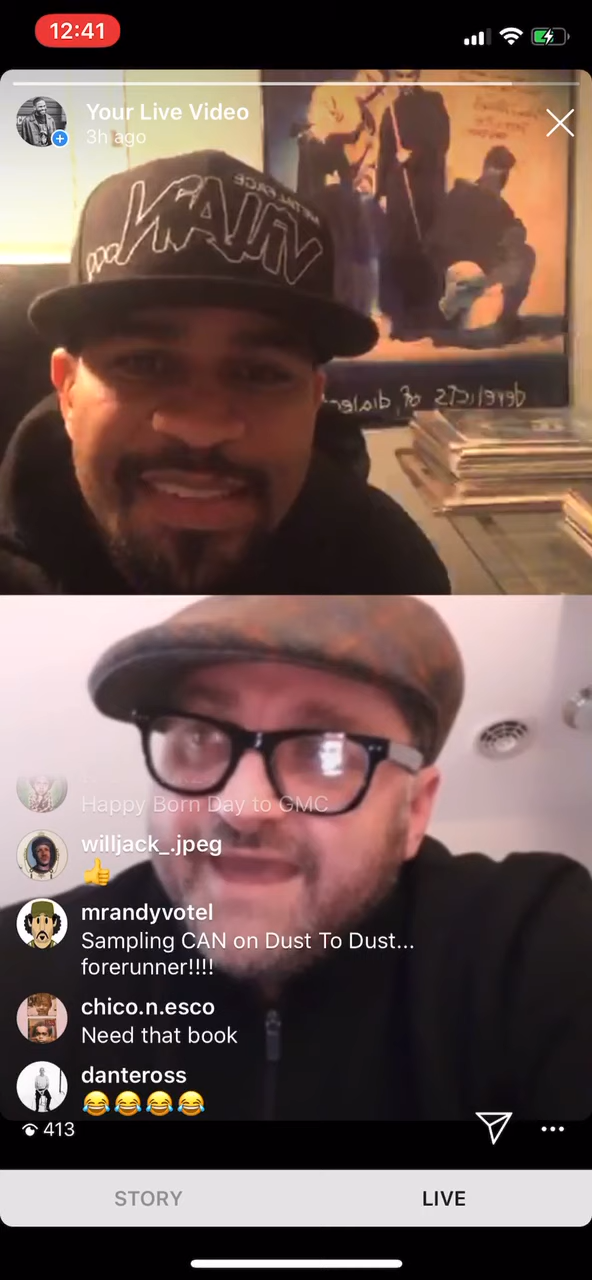 12:41
Your Live Video
3h ago
METAL FACE
VILLAIN
derelicts of dialect
Happy Born Day to GMC
willjack_.jpeg
👍
mrandyvotel
Sampling CAN on Dust To Dust...
forerunner!!!!
chico.n.esco
Need that book
danteross
😂😂😂😂
413
STORY
LIVE